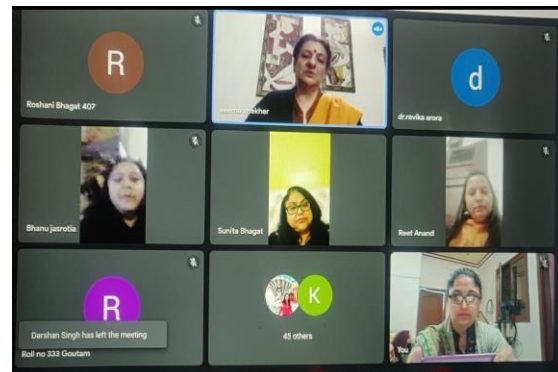 R
Roshani Bhagat 407
d
dr.revika arora
Bhanu jasrotia
Sunita Bhagat
Reet Anand
R
Darshan Singh has left the meeting
Roll no 333 Goutam
K
45 others
You